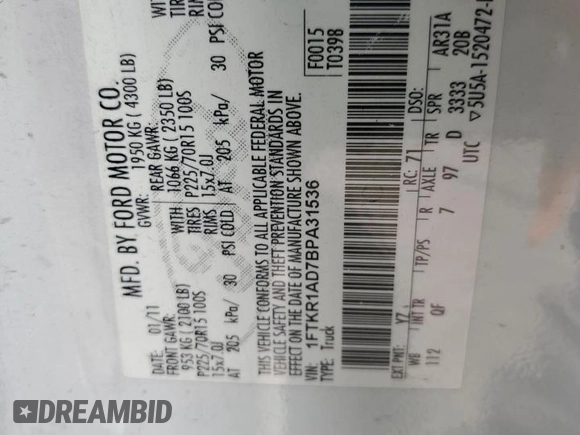 MFD. BY FORD MOTOR CO.
DATE: 01/11
GVWR: 1950 KG ( 4300 LB)
FRONT GAWR:
953 KG ( 2100 LB)
P225/70R15 100S
15x7.0J
AT 205 kPa/ 30 PSI COLD
REAR GAWR:
1066 KG ( 2350 LB)
WITH
TIRES
RIMS
(COLD)
P225/70R15 100S
15x7.0J
AT 205 kPa/ 30 PSI CO
WIT
TIRE
RIM
THIS VEHICLE CONFORMS TO ALL APPLICABLE FEDERAL MOTOR
VEHICLE SAFETY AND THEFT PREVENTION STANDARDS IN
EFFECT ON THE DATE OF MANUFACTURE SHOWN ABOVE.
VIN: 1FTKR1AD7BPA31536
TYPE: Truck
F0015
T0398
EXT PNT: YZ
RC: 71
DSO:
WB
INT TR
TP/PS
R
AXLE
TR
SPR
AR31A
112
QF
7
97
D
3333
20B
UTC
▽5U5A-1520472-
DREAMBID